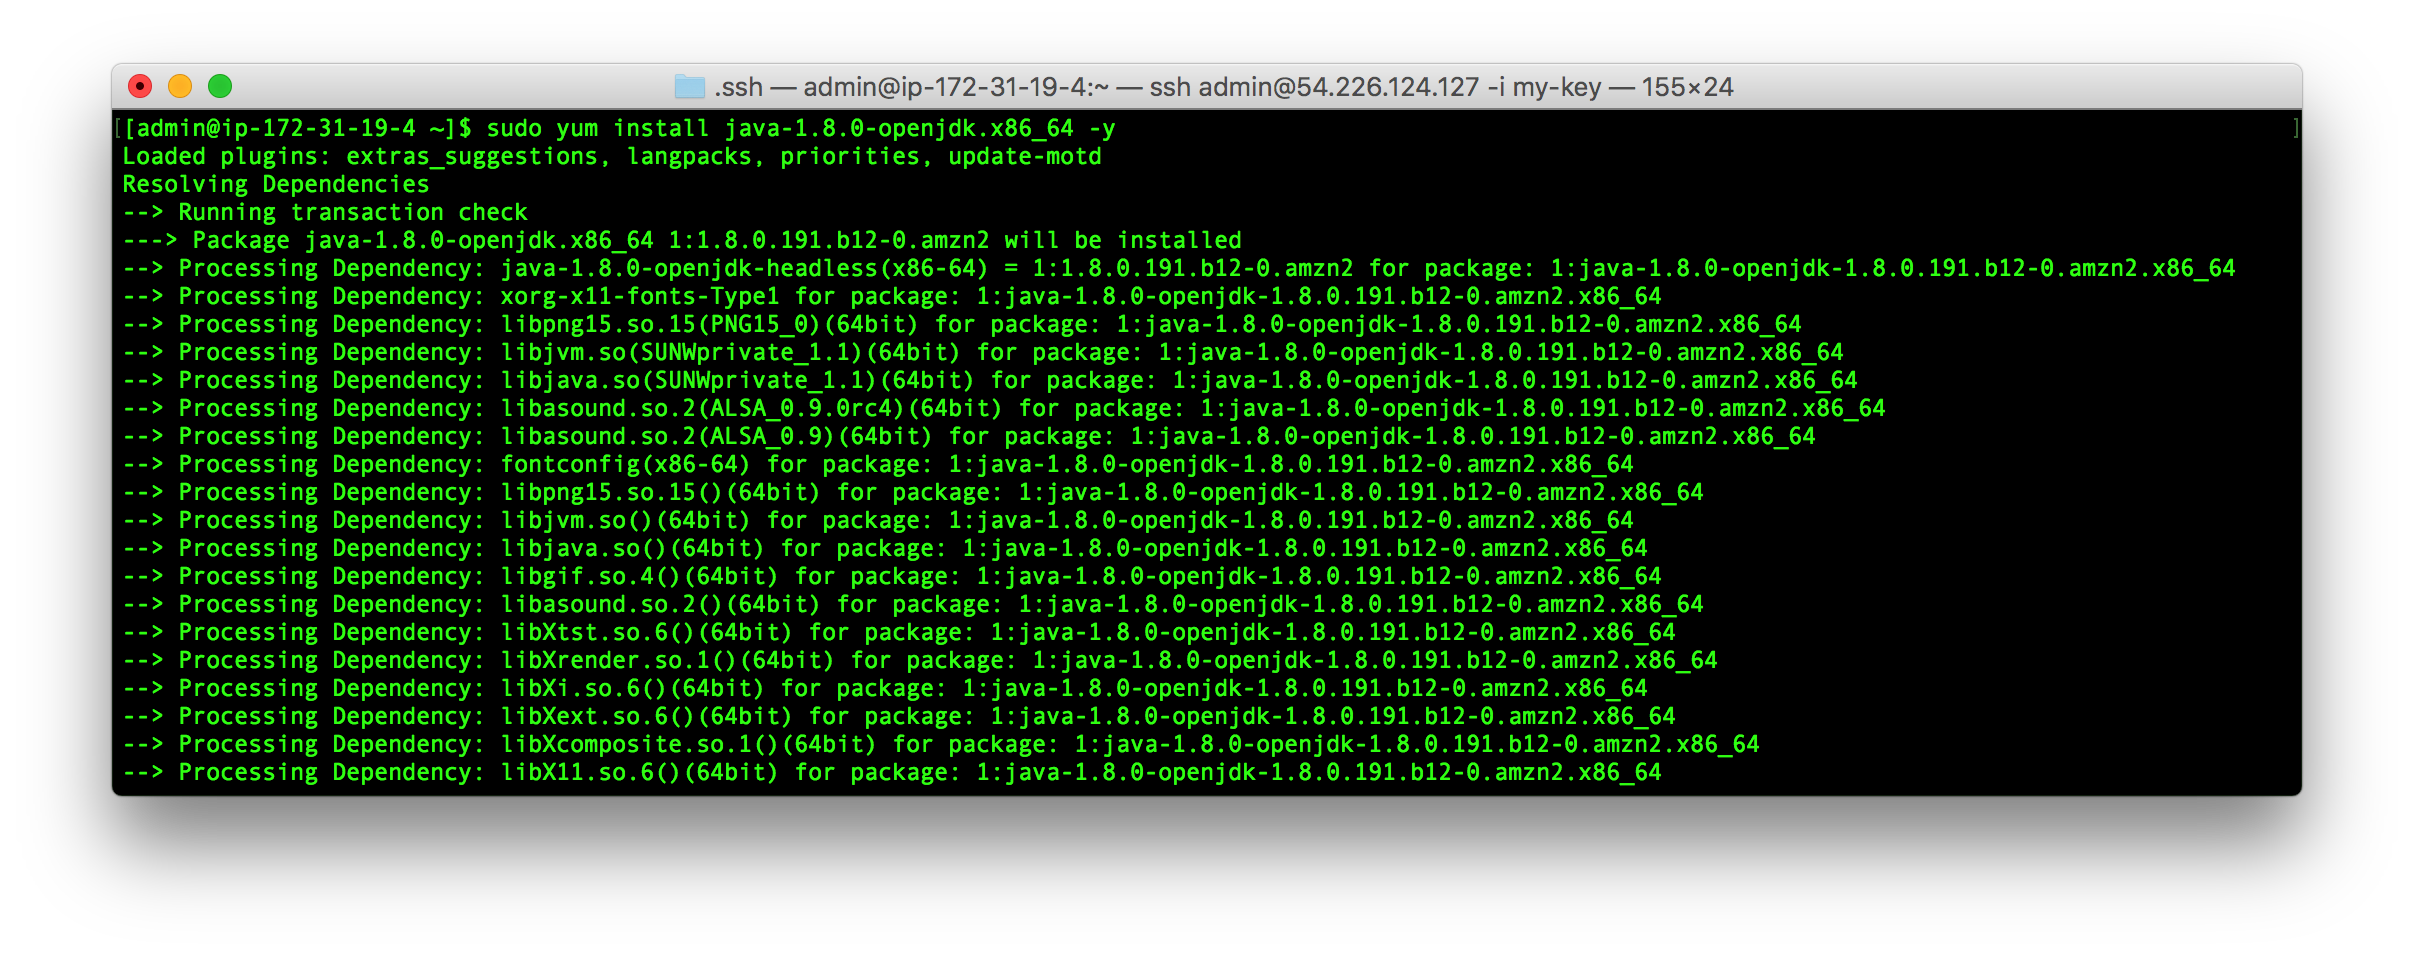 .ssh — admin@ip-172-31-19-4:~ — ssh admin@54.226.124.127 -i my-key — 155×24
[[admin@ip-172-31-19-4 ~]$ sudo yum install java-1.8.0-openjdk.x86_64 -y ]
Loaded plugins: extras_suggestions, langpacks, priorities, update-motd
Resolving Dependencies
--> Running transaction check
---> Package java-1.8.0-openjdk.x86_64 1:1.8.0.191.b12-0.amzn2 will be installed
--> Processing Dependency: java-1.8.0-openjdk-headless(x86-64) = 1:1.8.0.191.b12-0.amzn2 for package: 1:java-1.8.0-openjdk-1.8.0.191.b12-0.amzn2.x86_64
--> Processing Dependency: xorg-x11-fonts-Type1 for package: 1:java-1.8.0-openjdk-1.8.0.191.b12-0.amzn2.x86_64
--> Processing Dependency: libpng15.so.15(PNG15_0)(64bit) for package: 1:java-1.8.0-openjdk-1.8.0.191.b12-0.amzn2.x86_64
--> Processing Dependency: libjvm.so(SUNWprivate_1.1)(64bit) for package: 1:java-1.8.0-openjdk-1.8.0.191.b12-0.amzn2.x86_64
--> Processing Dependency: libjava.so(SUNWprivate_1.1)(64bit) for package: 1:java-1.8.0-openjdk-1.8.0.191.b12-0.amzn2.x86_64
--> Processing Dependency: libasound.so.2(ALSA_0.9.0rc4)(64bit) for package: 1:java-1.8.0-openjdk-1.8.0.191.b12-0.amzn2.x86_64
--> Processing Dependency: libasound.so.2(ALSA_0.9)(64bit) for package: 1:java-1.8.0-openjdk-1.8.0.191.b12-0.amzn2.x86_64
--> Processing Dependency: fontconfig(x86-64) for package: 1:java-1.8.0-openjdk-1.8.0.191.b12-0.amzn2.x86_64
--> Processing Dependency: libpng15.so.15()(64bit) for package: 1:java-1.8.0-openjdk-1.8.0.191.b12-0.amzn2.x86_64
--> Processing Dependency: libjvm.so()(64bit) for package: 1:java-1.8.0-openjdk-1.8.0.191.b12-0.amzn2.x86_64
--> Processing Dependency: libjava.so()(64bit) for package: 1:java-1.8.0-openjdk-1.8.0.191.b12-0.amzn2.x86_64
--> Processing Dependency: libgif.so.4()(64bit) for package: 1:java-1.8.0-openjdk-1.8.0.191.b12-0.amzn2.x86_64
--> Processing Dependency: libasound.so.2()(64bit) for package: 1:java-1.8.0-openjdk-1.8.0.191.b12-0.amzn2.x86_64
--> Processing Dependency: libXtst.so.6()(64bit) for package: 1:java-1.8.0-openjdk-1.8.0.191.b12-0.amzn2.x86_64
--> Processing Dependency: libXrender.so.1()(64bit) for package: 1:java-1.8.0-openjdk-1.8.0.191.b12-0.amzn2.x86_64
--> Processing Dependency: libXi.so.6()(64bit) for package: 1:java-1.8.0-openjdk-1.8.0.191.b12-0.amzn2.x86_64
--> Processing Dependency: libXext.so.6()(64bit) for package: 1:java-1.8.0-openjdk-1.8.0.191.b12-0.amzn2.x86_64
--> Processing Dependency: libXcomposite.so.1()(64bit) for package: 1:java-1.8.0-openjdk-1.8.0.191.b12-0.amzn2.x86_64
--> Processing Dependency: libX11.so.6()(64bit) for package: 1:java-1.8.0-openjdk-1.8.0.191.b12-0.amzn2.x86_64